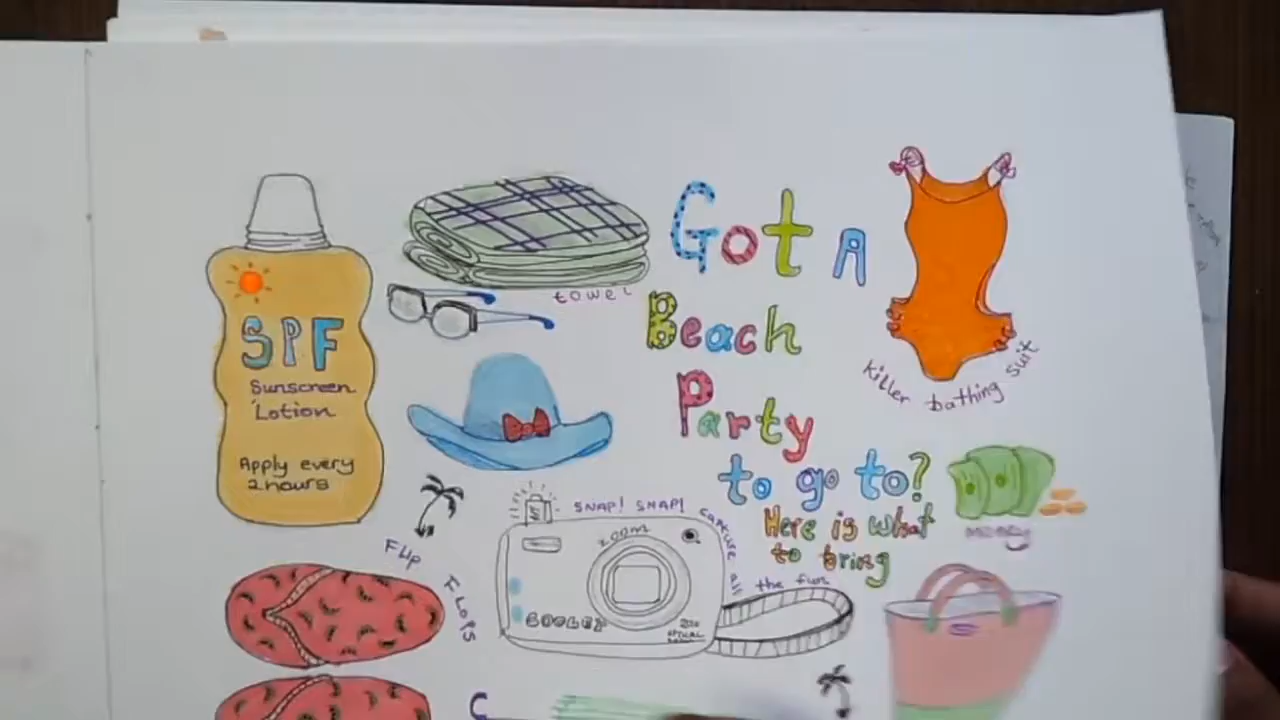 SPF
Sunscreen
Lotion
Apply every
2 hours
towel
Got A
Beach
Party
to go to?
Here is what
to bring
killer bathing suit
money
FLIP FLOPS
SNAP! SNAP! capture all the fun
ZOOM
C